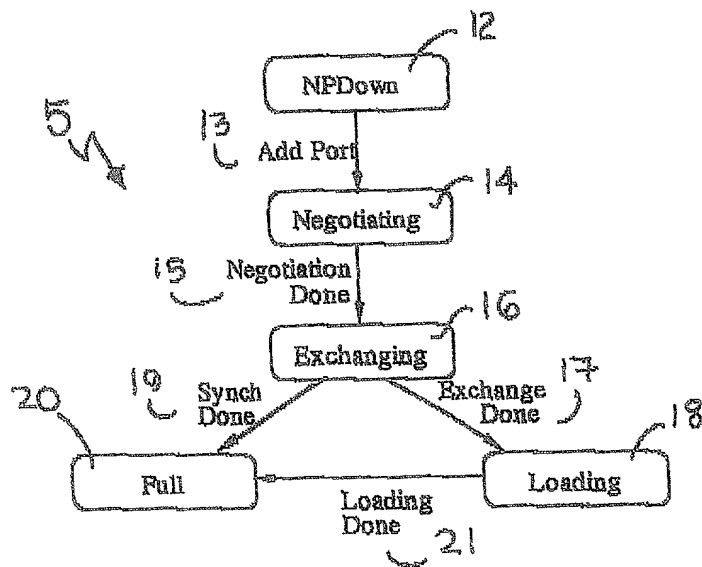 12
NPDown
5
13
Add Port
14
Negotiating
15
Negotiation
Done
16
Exchanging
19
Synch
Done
Exchange
Done
17
20
18
Full
Loading
Loading
Done
21